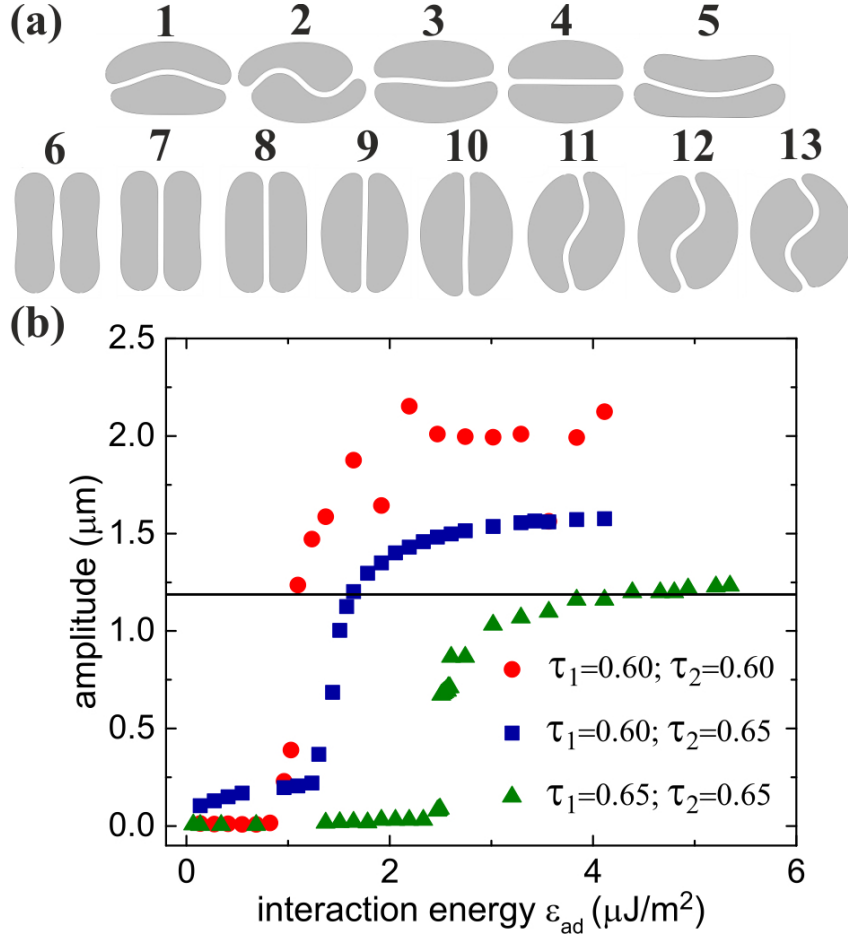 (a)
1 2 3 4 5
6 7 8 9 10 11 12 13
(b)
2.5
2.0
1.5
1.0
0.5
0.0
amplitude (μm)
τ1=0.60; τ2=0.60
τ1=0.60; τ2=0.65
τ1=0.65; τ2=0.65
0 2 4 6
interaction energy εad (μJ/m²)